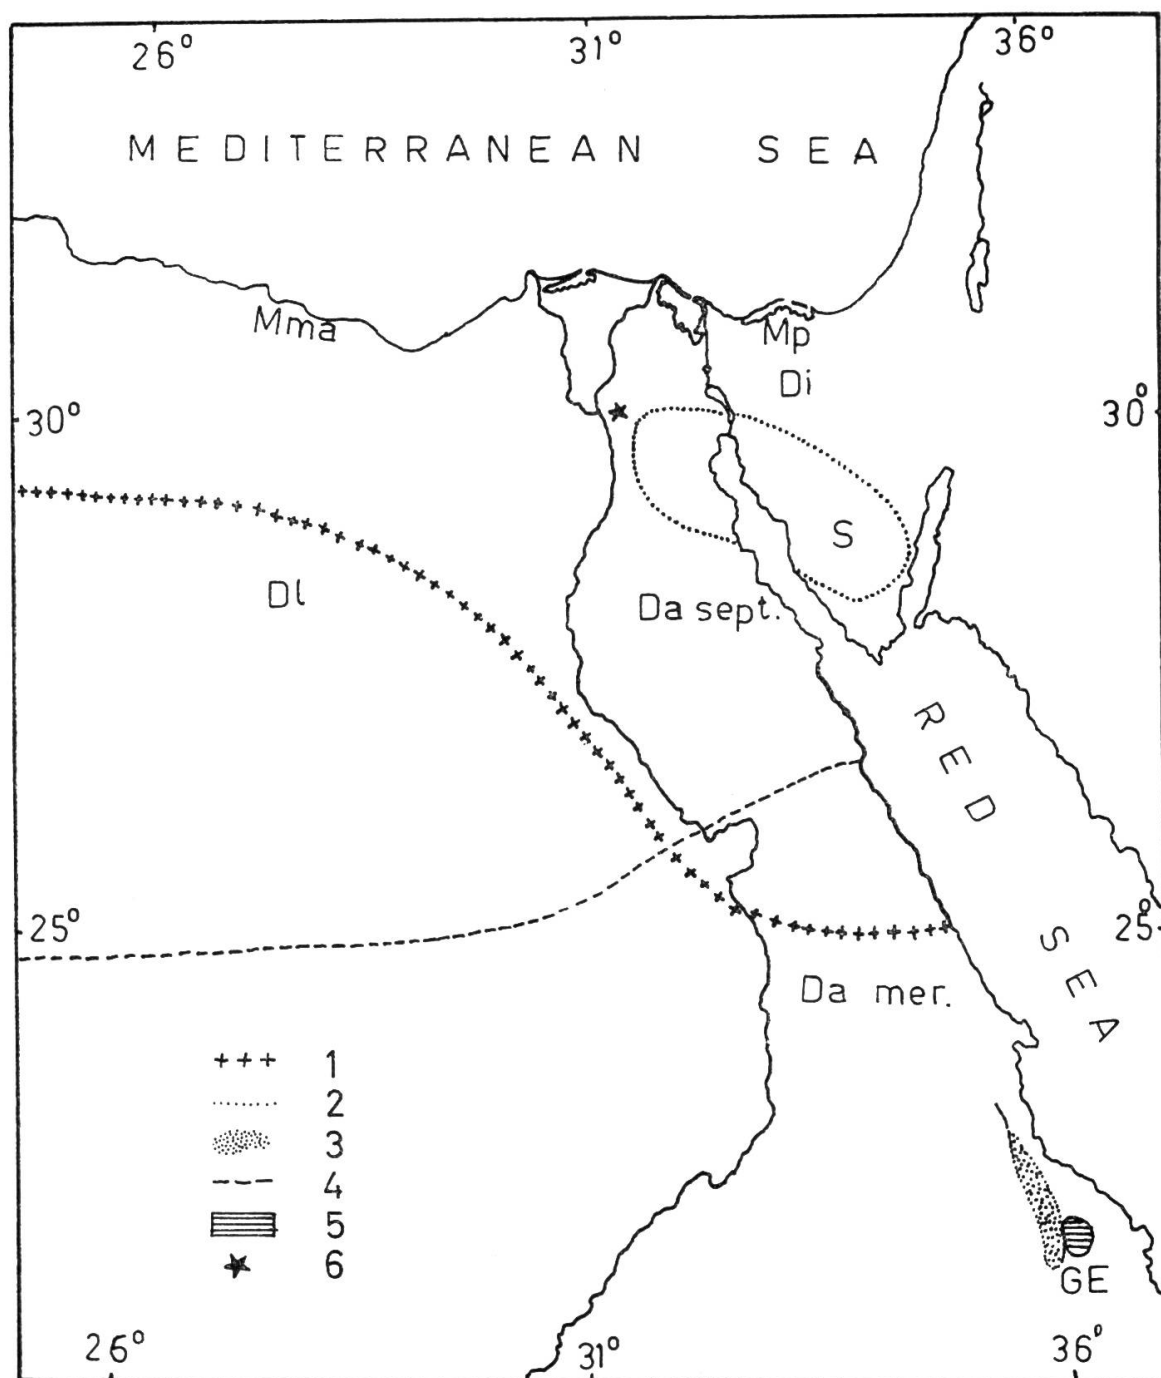 26° 31° 36°
MEDITERRANEAN SEA
Mma
Mp
Di
30° 30°
S
Dl
Da sept.
RED SEA
25° 25°
Da mer.
+++ 1
2
3
4
5
6
GE
26° 31° 36°